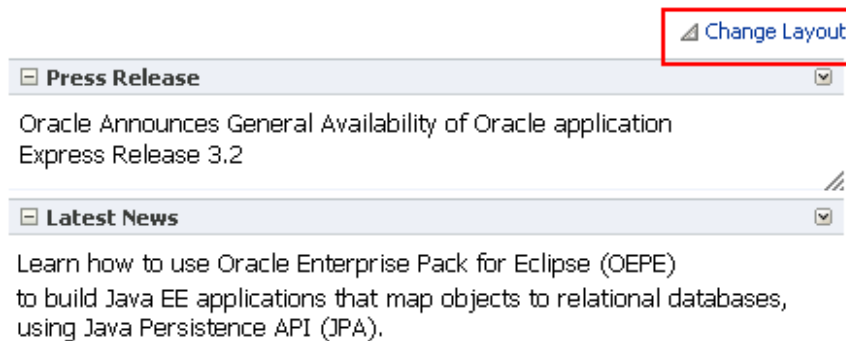 Change Layout
Press Release
Oracle Announces General Availability of Oracle application
Express Release 3.2
Latest News
Learn how to use Oracle Enterprise Pack for Eclipse (OEPE)
to build Java EE applications that map objects to relational databases,
using Java Persistence API (JPA).